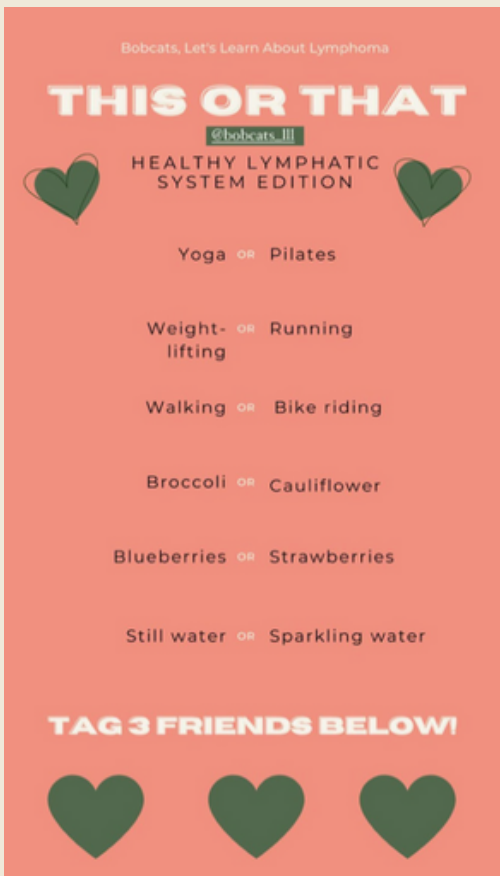 Bobcats, Let's Learn About Lymphoma
THIS OR THAT
@bobcats_lll
HEALTHY LYMPHATIC
SYSTEM EDITION
Yoga OR Pilates
Weight- OR Running
lifting
Walking OR Bike riding
Broccoli OR Cauliflower
Blueberries OR Strawberries
Still water OR Sparkling water
TAG 3 FRIENDS BELOW!